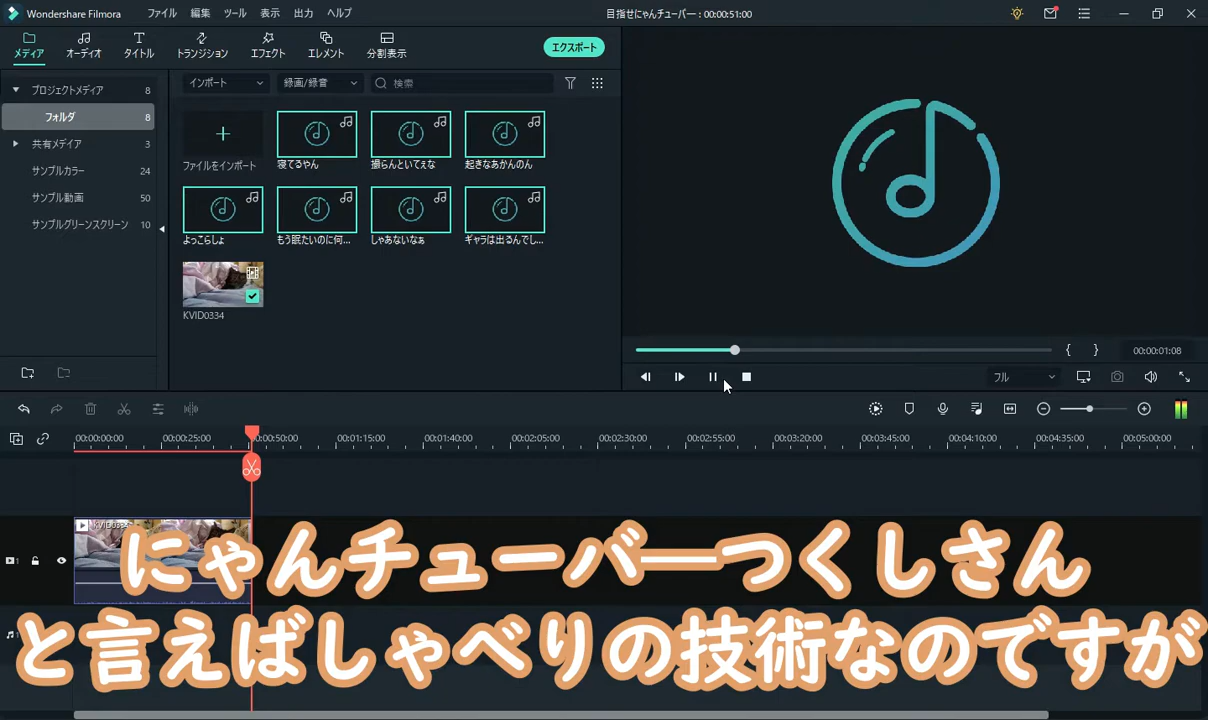 Wondershare Filmora ファイル 編集 ツール 表示 出力 ヘルプ 目指せにゃんチューバー : 00:00:51:00
メディア オーディオ タイトル トランジション エフェクト エレメント 分割表示 エクスポート
プロジェクトメディア 8
フォルダ 8
共有メディア 3
サンプルカラー 24
サンプル動画 50
サンプルグリーンスクリーン 10
インポート 録画/録音 検索
ファイルをインポート 寝てるやん 撮らんといてぇな 起きなあかんのん
よっこらしょ もう眠たいのに何... しゃあないなぁ ギャラは出るんでし...
KVID0334
{ } 00:00:01:08
フル
00:00:00:00 00:00:25:00 00:00:50:00 00:01:15:00 00:01:40:00 00:02:05:00 00:02:30:00 00:02:55:00 00:03:20:00 00:03:45:00 00:04:10:00 00:04:35:00 00:05:00:00
KVID0334
1
にゃんチューバーつくしさん
と言えばしゃべりの技術なのですが
1